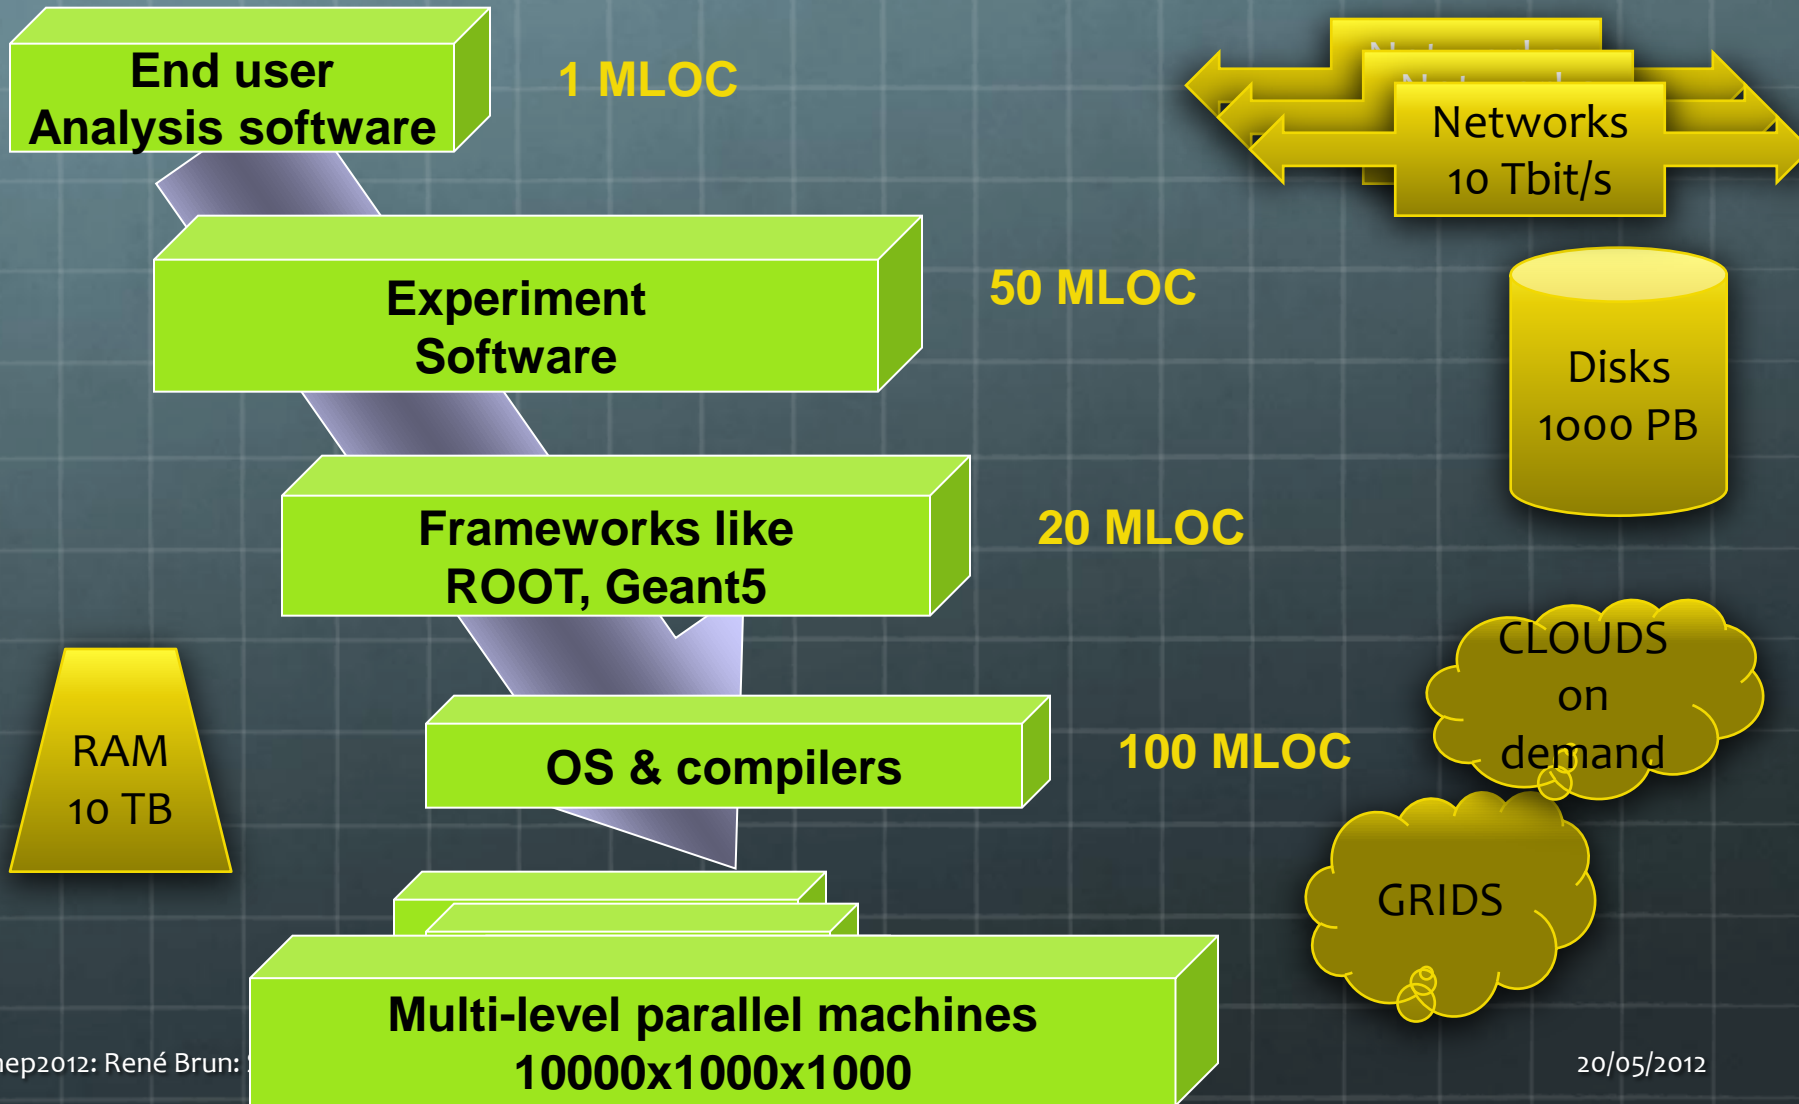 End user
Analysis software
1 MLOC
Networks
10 Tbit/s
Experiment
Software
50 MLOC
Disks
1000 PB
Frameworks like
ROOT, Geant5
20 MLOC
CLOUDS
on
demand
RAM
10 TB
OS & compilers
100 MLOC
GRIDS
Multi-level parallel machines
10000x1000x1000
René Brun:
20/05/2012